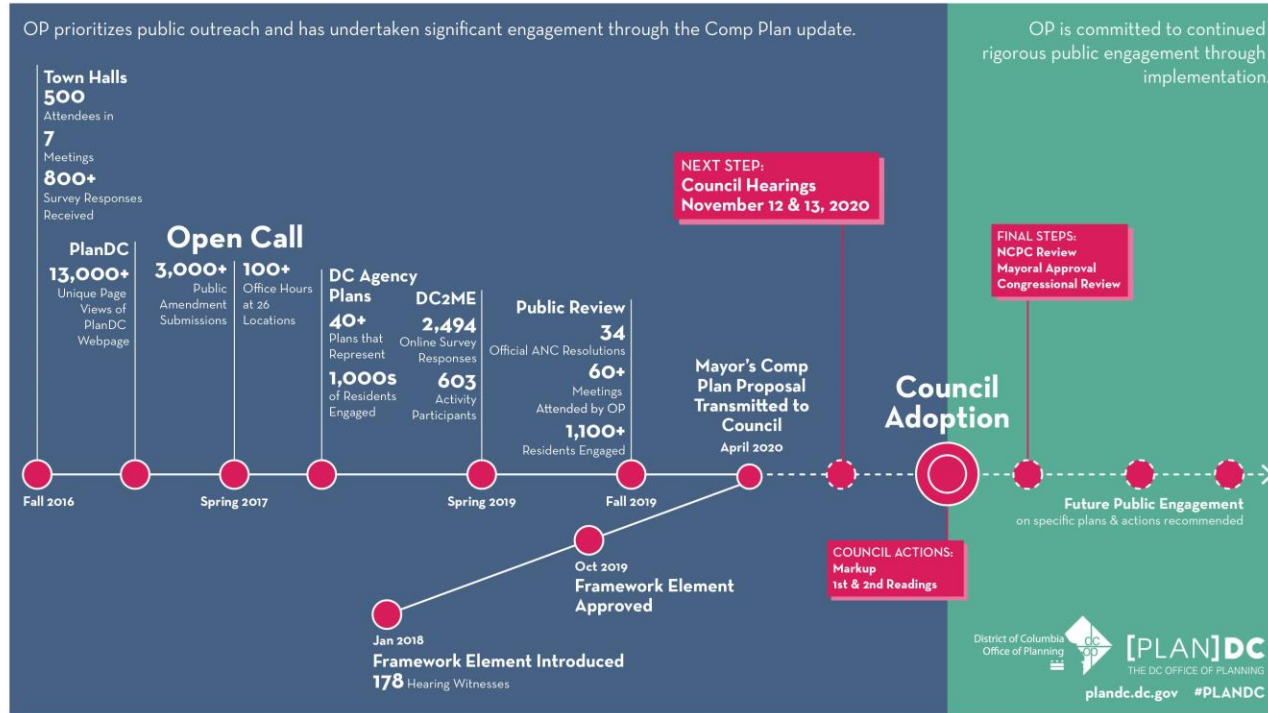 OP prioritizes public outreach and has undertaken significant engagement through the Comp Plan update.
OP is committed to continued
rigorous public engagement through
implementation.
Town Halls
500
Attendees in
7
Meetings
800+
Survey Responses
Received
PlanDC
13,000+
Unique Page
Views of
PlanDC
Webpage
Open Call
3,000+
Public
Amendment
Submissions
100+
Office Hours
at 26
Locations
DC Agency
Plans
40+
Plans that
Represent
1,000s
of Residents
Engaged
DC2ME
2,494
Online Survey
Responses
603
Activity
Participants
Public Review
34
Official ANC Resolutions
60+
Meetings
Attended by OP
1,100+
Residents Engaged
Mayor's Comp
Plan Proposal
Transmitted to
Council
April 2020
NEXT STEP:
Council Hearings
November 12 & 13, 2020
Council
Adoption
FINAL STEPS:
NCPC Review
Mayoral Approval
Congressional Review
Fall 2016
Spring 2017
Spring 2019
Fall 2019
Future Public Engagement
on specific plans & actions recommended
COUNCIL ACTIONS:
Markup
1st & 2nd Readings
Oct 2019
Framework Element
Approved
Jan 2018
Framework Element Introduced
178 Hearing Witnesses
District of Columbia
Office of Planning
dc
op
[PLAN]DC
THE DC OFFICE OF PLANNING
plandc.dc.gov #PLANDC